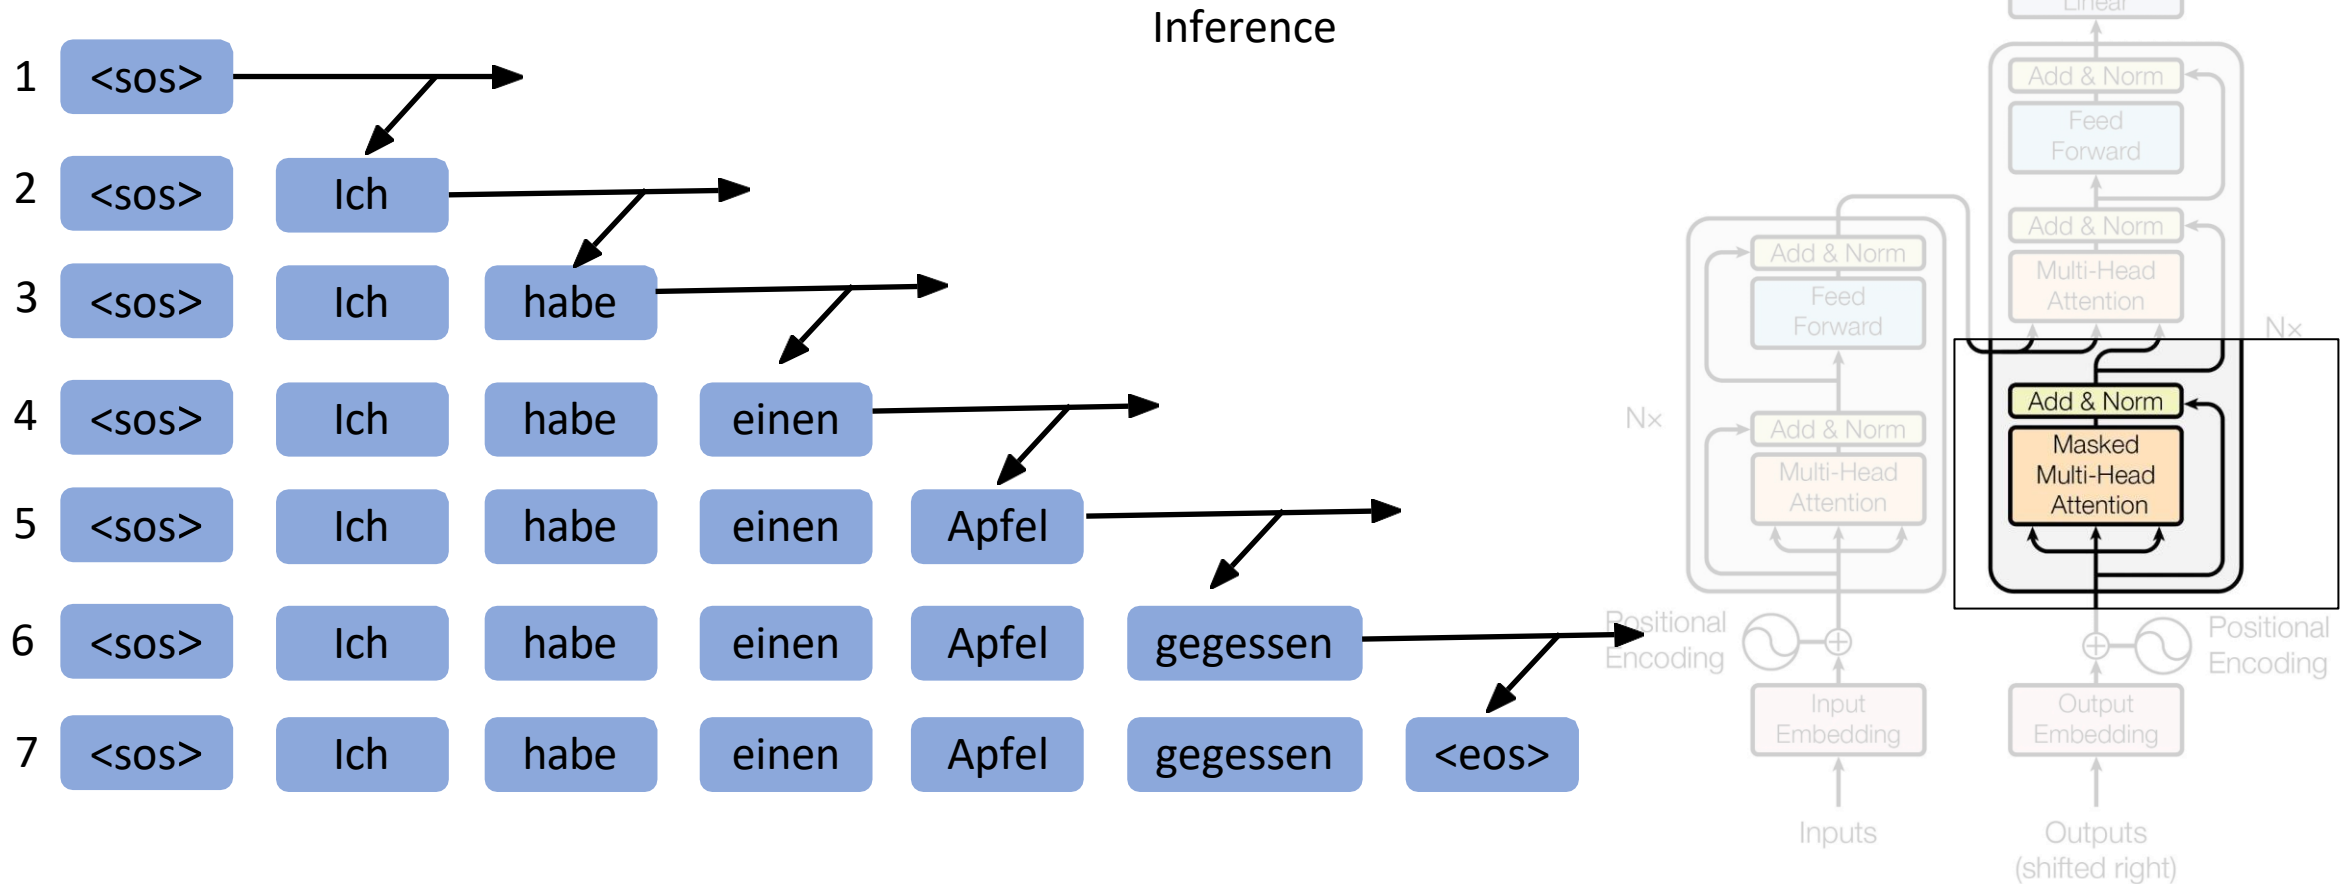 Inference
1 <sos>
2 <sos> Ich
3 <sos> Ich habe
4 <sos> Ich habe einen
5 <sos> Ich habe einen Apfel
6 <sos> Ich habe einen Apfel gegessen
7 <sos> Ich habe einen Apfel gegessen <eos>
Linear
Add & Norm
Feed
Forward
Add & Norm
Multi-Head
Attention
Nx
Add & Norm
Masked
Multi-Head
Attention
Positional
Encoding
Output
Embedding
Outputs
(shifted right)
Add & Norm
Feed
Forward
Nx
Add & Norm
Multi-Head
Attention
Positional
Encoding
Input
Embedding
Inputs